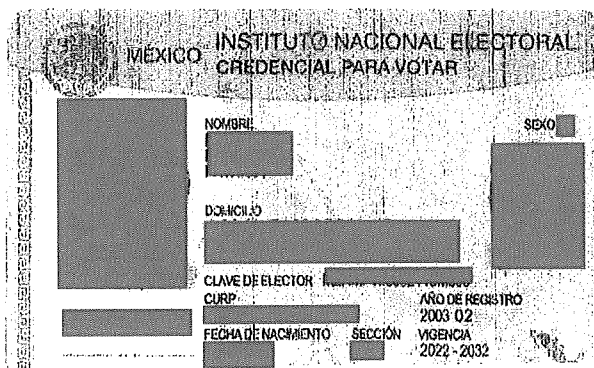 MÉXICO INSTITUTO NACIONAL ELECTORAL
CREDENCIAL PARA VOTAR
NOMBRE
SEXO
DOMICILIO
CLAVE DE ELECTOR
CURP
AÑO DE REGISTRO
2003 02
FECHA DE NACIMIENTO
SECCIÓN
VIGENCIA
2022 - 2032